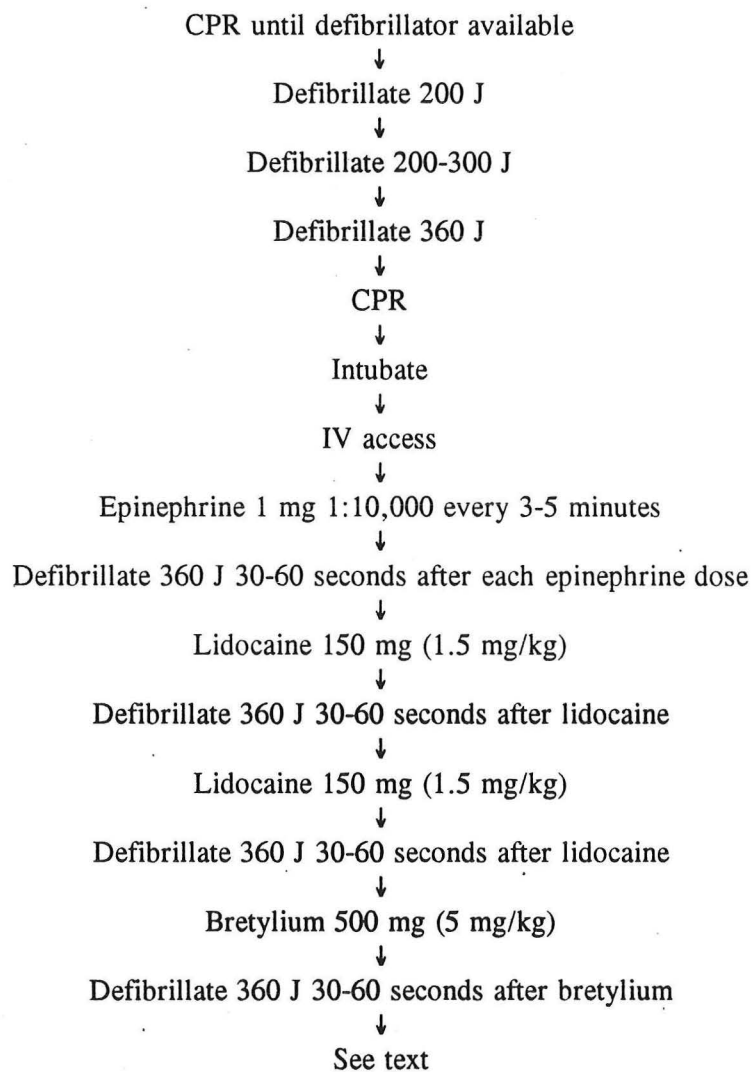 CPR until defibrillator available
↓
Defibrillate 200 J
↓
Defibrillate 200-300 J
↓
Defibrillate 360 J
↓
CPR
↓
Intubate
↓
IV access
↓
Epinephrine 1 mg 1:10,000 every 3-5 minutes
↓
Defibrillate 360 J 30-60 seconds after each epinephrine dose
↓
Lidocaine 150 mg (1.5 mg/kg)
↓
Defibrillate 360 J 30-60 seconds after lidocaine
↓
Lidocaine 150 mg (1.5 mg/kg)
↓
Defibrillate 360 J 30-60 seconds after lidocaine
↓
Bretylium 500 mg (5 mg/kg)
↓
Defibrillate 360 J 30-60 seconds after bretylium
↓
See text